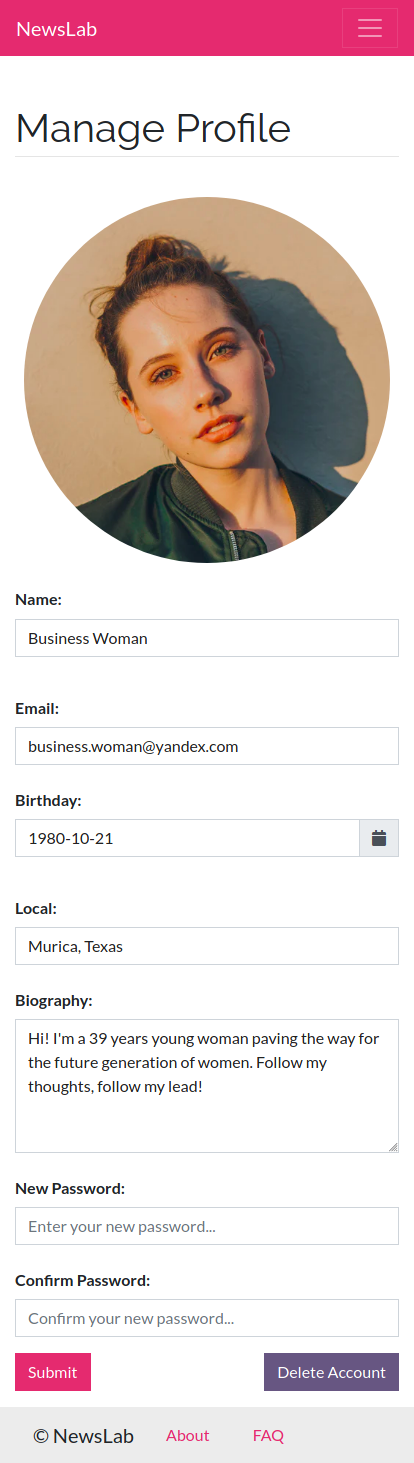 NewsLab
Manage Profile
Name:
Business Woman
Email:
business.woman@yandex.com
Birthday:
1980-10-21
Local:
Murica, Texas
Biography:
Hi! I'm a 39 years young woman paving the way for
the future generation of women. Follow my
thoughts, follow my lead!
New Password:
Enter your new password...
Confirm Password:
Confirm your new password...
Submit Delete Account
© NewsLab About FAQ